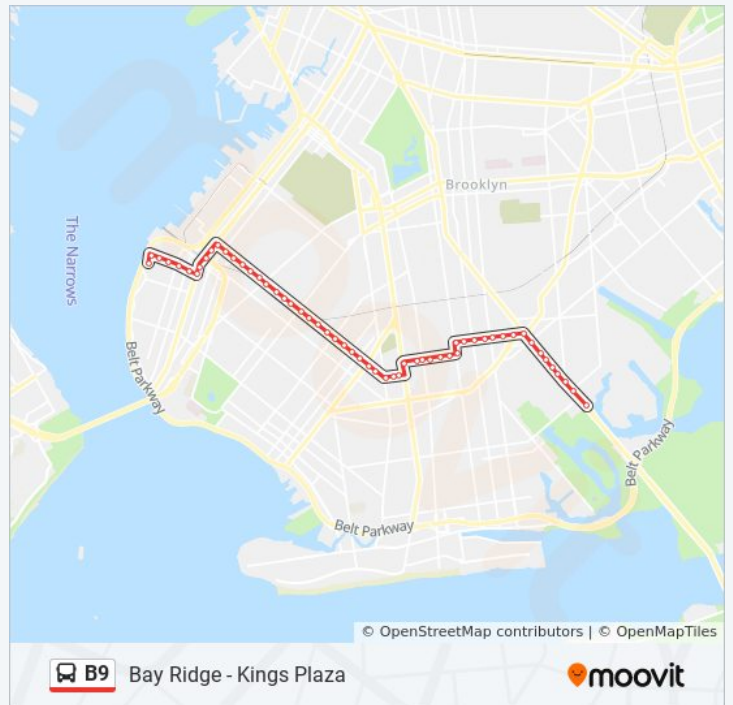 Brooklyn
The Narrows
Belt Parkway
Belt Parkway
Belt Parkway
© OpenStreetMap contributors | © OpenMapTiles
B9 Bay Ridge - Kings Plaza
moovit